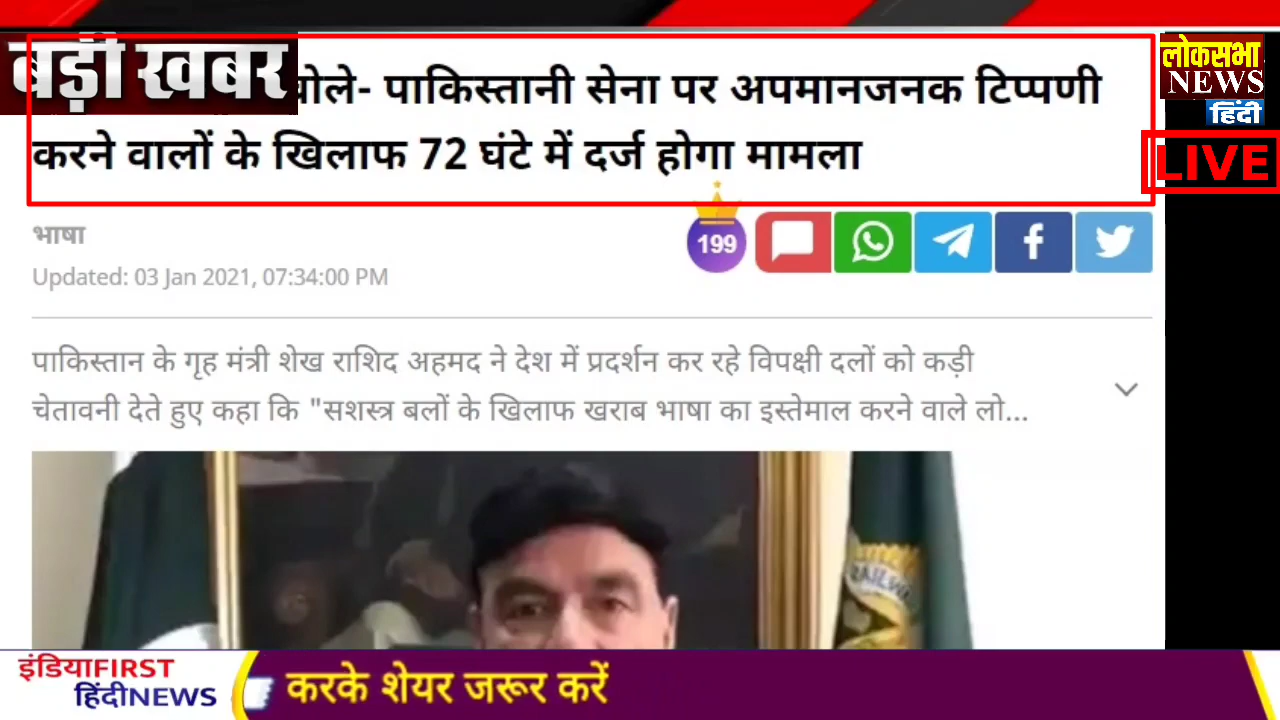 बड़ी खबर
बोले- पाकिस्तानी सेना पर अपमानजनक टिप्पणी
करने वालों के खिलाफ 72 घंटे में दर्ज होगा मामला
लोकसभा
NEWS
हिंदी
LIVE
भाषा
199
Updated: 03 Jan 2021, 07:34:00 PM
पाकिस्तान के गृह मंत्री शेख राशिद अहमद ने देश में प्रदर्शन कर रहे विपक्षी दलों को कड़ी
चेतावनी देते हुए कहा कि "सशस्त्र बलों के खिलाफ खराब भाषा का इस्तेमाल करने वाले लो...
इंडियाFIRST
हिंदीNEWS
करके शेयर जरूर करें